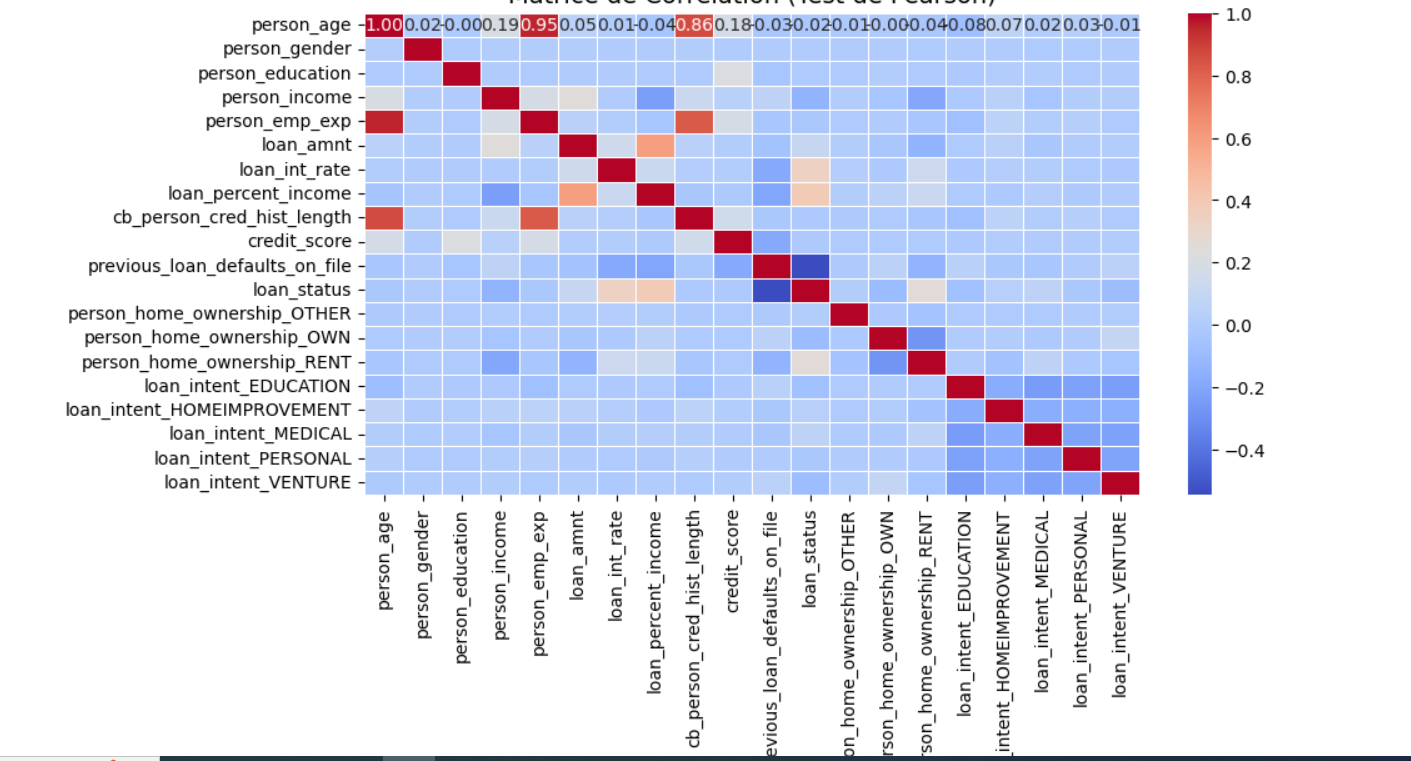 Matrice de Corrélation (Test de Pearson)
person_age 1.00 0.02 -0.00 0.19 0.95 0.05 0.01 -0.04 0.86 0.18 -0.03 -0.02 -0.01 -0.00 -0.04 -0.08 0.07 0.02 0.03 -0.01
person_gender
person_education
person_income
person_emp_exp
loan_amnt
loan_int_rate
loan_percent_income
cb_person_cred_hist_length
credit_score
previous_loan_defaults_on_file
loan_status
person_home_ownership_OTHER
person_home_ownership_OWN
person_home_ownership_RENT
loan_intent_EDUCATION
loan_intent_HOMEIMPROVEMENT
loan_intent_MEDICAL
loan_intent_PERSONAL
loan_intent_VENTURE
1.0
0.8
0.6
0.4
0.2
0.0
−0.2
−0.4
person_age
person_gender
person_education
person_income
person_emp_exp
loan_amnt
loan_int_rate
loan_percent_income
cb_person_cred_hist_length
credit_score
evious_loan_defaults_on_file
loan_status
on_home_ownership_OTHER
rson_home_ownership_OWN
rson_home_ownership_RENT
loan_intent_EDUCATION
_intent_HOMEIMPROVEMENT
loan_intent_MEDICAL
loan_intent_PERSONAL
loan_intent_VENTURE